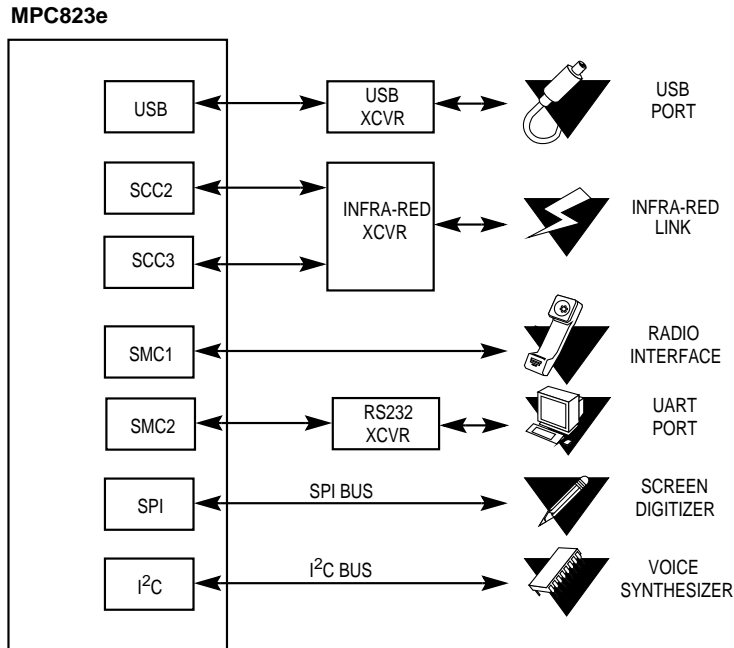 MPC823e
USB
USB
XCVR
USB
PORT
SCC2
SCC3
INFRA-RED
XCVR
INFRA-RED
LINK
SMC1
RADIO
INTERFACE
SMC2
RS232
XCVR
UART
PORT
SPI
SPI BUS
SCREEN
DIGITIZER
I²C
I²C BUS
VOICE
SYNTHESIZER